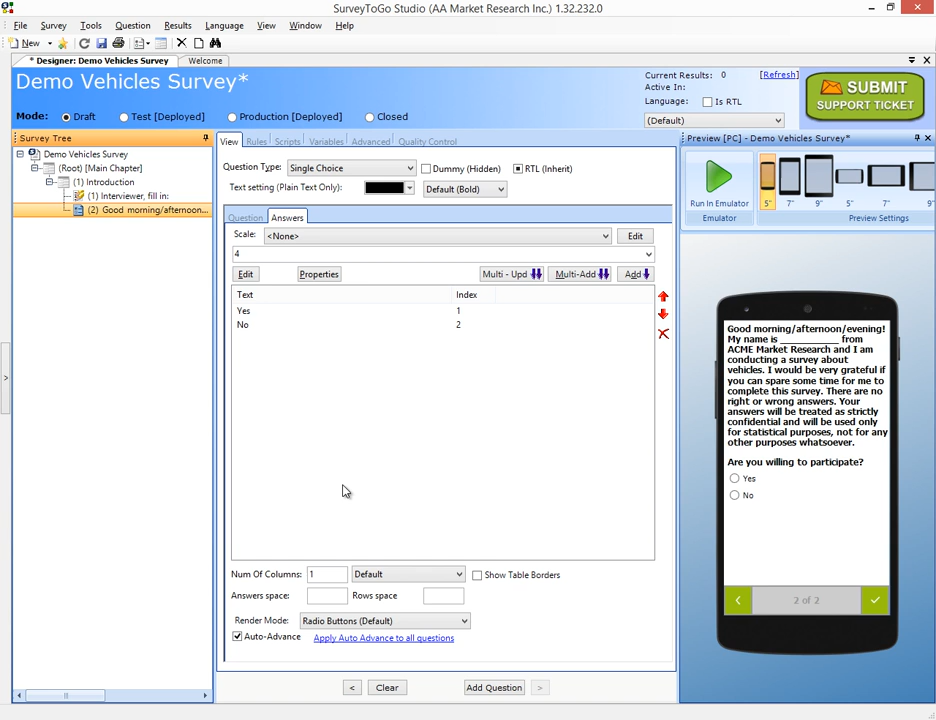 SurveyToGo Studio (AA Market Research Inc.) 1.32.232.0
File Survey Tools Question Results Language View Window Help
New
* Designer: Demo Vehicles Survey* Welcome
Demo Vehicles Survey*
Current Results: 0 [Refresh]
Active In:
Language: Is RTL
(Default)
SUBMIT
SUPPORT TICKET
Mode: Draft Test [Deployed] Production [Deployed] Closed
Survey Tree
Demo Vehicles Survey
(Root) [Main Chapter]
(1) Introduction
(1) Interviewer, fill in:
(2) Good morning/afternoon...
View Rules Scripts Variables Advanced Quality Control
Question Type: Single Choice Dummy (Hidden) RTL (Inherit)
Text setting (Plain Text Only): Default (Bold)
Question Answers
Scale: <None> Edit
4
Edit Properties Multi - Upd Multi-Add Add
Text Index
Yes 1
No 2
Num Of Columns: 1 Default Show Table Borders
Answers space: Rows space
Render Mode: Radio Buttons (Default)
Auto-Advance Apply Auto Advance to all questions
< Clear Add Question >
Preview [PC] - Demo Vehicles Survey*
Run In Emulator
Emulator
5" 7" 9" 5" 7" 9"
Preview Settings
Good morning/afternoon/evening!
My name is __________ from
ACME Market Research and I am
conducting a survey about
vehicles. I would be very grateful if
you can spare some time for me to
complete this survey. There are no
right or wrong answers. Your
answers will be treated as strictly
confidential and will be used only
for statistical purposes, not for any
other purposes whatsoever.
Are you willing to participate?
Yes
No
2 of 2